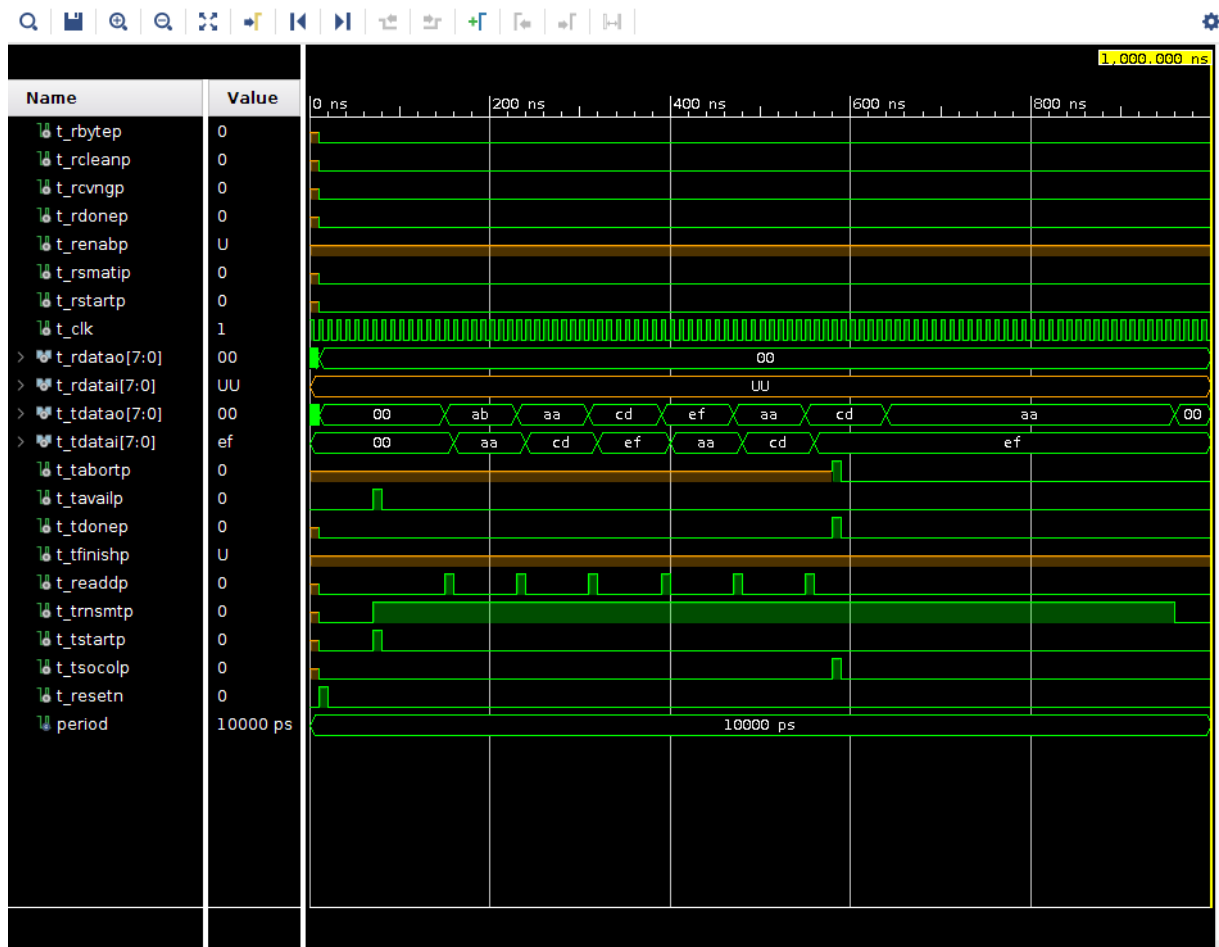 1,000.000 ns
Name Value
0 ns 200 ns 400 ns 600 ns 800 ns
t_rbytep 0
t_rcleanp 0
t_rcvngp 0
t_rdonep 0
t_renabp U
t_rsmatip 0
t_rstartp 0
t_clk 1
t_rdatao[7:0] 00 00
t_rdatai[7:0] UU UU
t_tdatao[7:0] 00 00 ab aa cd ef aa cd aa 00
t_tdatai[7:0] ef 00 aa cd ef aa cd ef
t_tabortp 0
t_tavailp 0
t_tdonep 0
t_tfinishp U
t_readdp 0
t_trnsmtp 0
t_tstartp 0
t_tsocolp 0
t_resetn 0
period 10000 ps 10000 ps